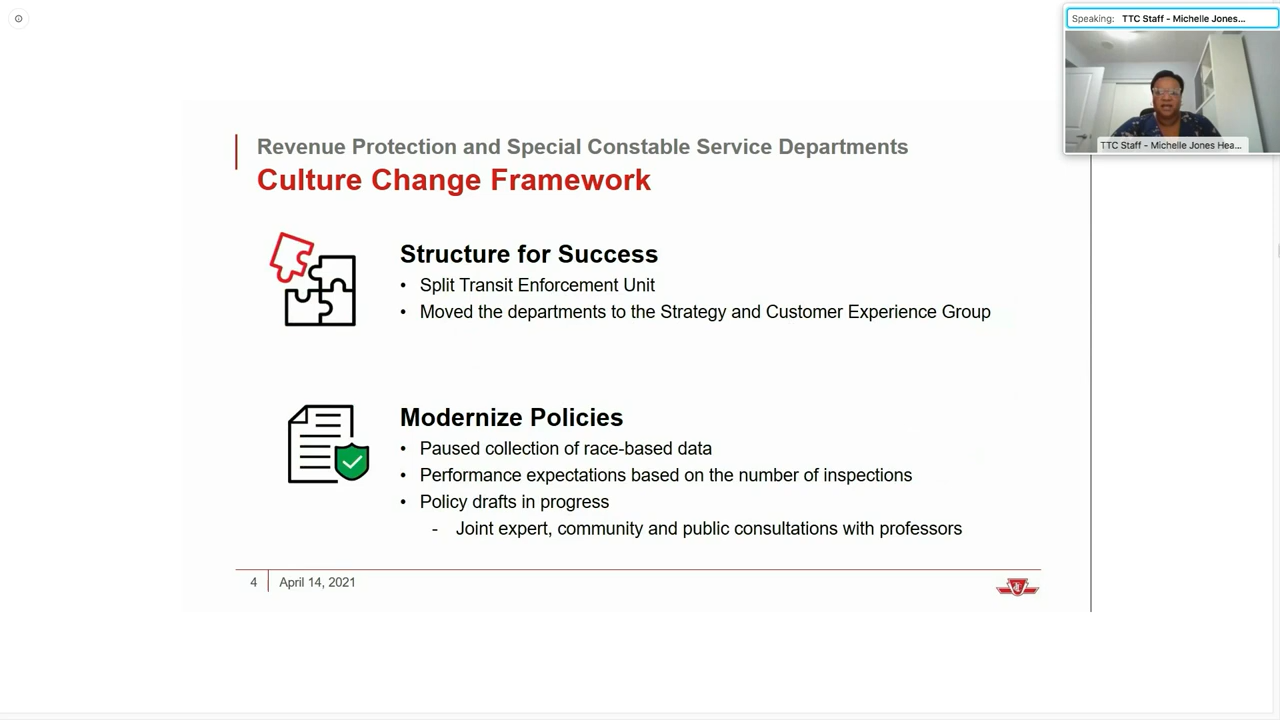 Speaking: TTC Staff - Michelle Jones...
TTC Staff - Michelle Jones Hea...
Revenue Protection and Special Constable Service Departments
Culture Change Framework
Structure for Success
• Split Transit Enforcement Unit
• Moved the departments to the Strategy and Customer Experience Group
Modernize Policies
• Paused collection of race-based data
• Performance expectations based on the number of inspections
• Policy drafts in progress
- Joint expert, community and public consultations with professors
4 April 14, 2021